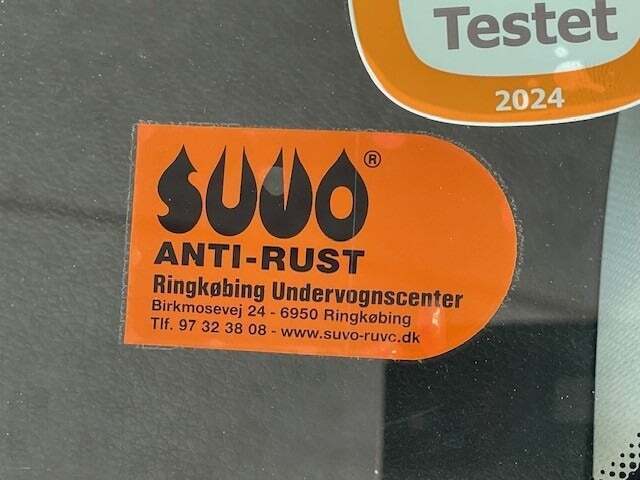 Testet
2024
SUVO®
ANTI-RUST
Ringkøbing Undervognscenter
Birkmosevej 24 - 6950 Ringkøbing
Tlf. 97 32 38 08 - www.suvo-ruvc.dk